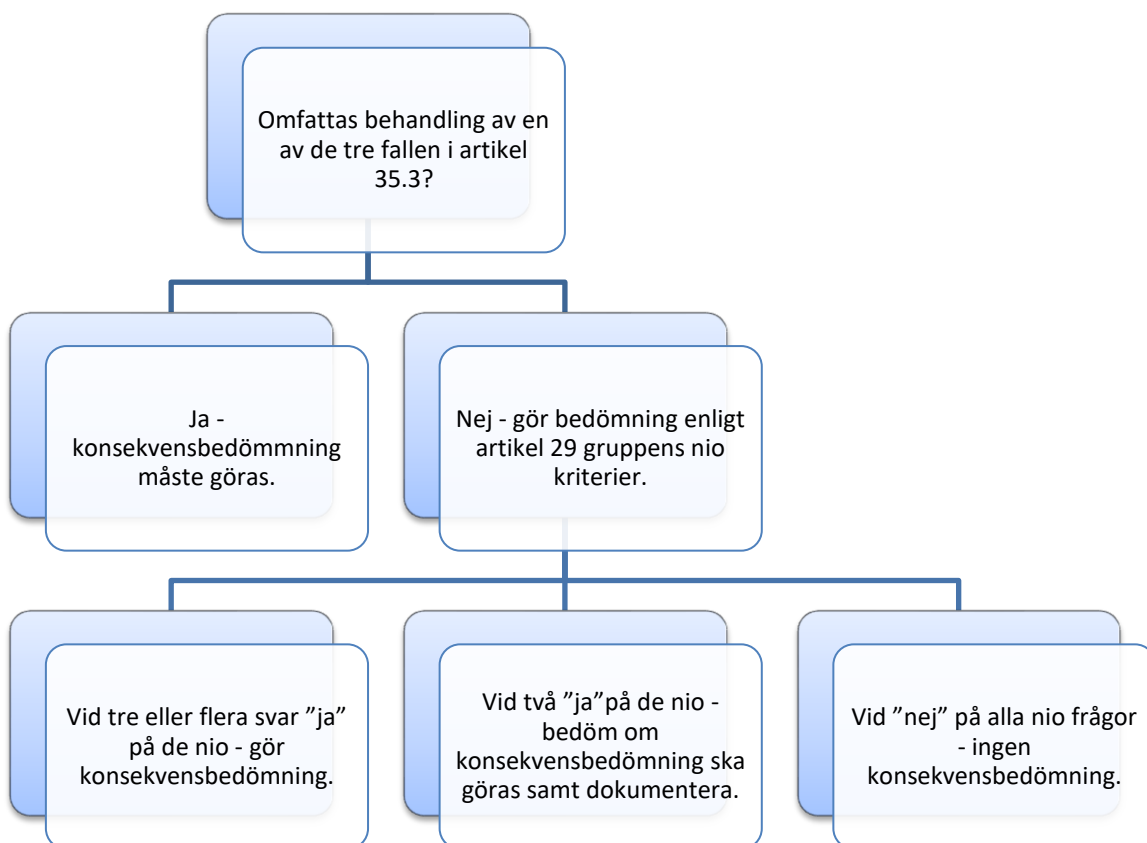 Omfattas behandling av en
av de tre fallen i artikel
35.3?
Ja -
konsekvensbedömmning
måste göras.
Nej - gör bedömning enligt
artikel 29 gruppens nio
kriterier.
Vid tre eller flera svar ”ja”
på de nio - gör
konsekvensbedömning.
Vid två ”ja”på de nio -
bedöm om
konsekvensbedömning ska
göras samt dokumentera.
Vid ”nej” på alla nio frågor
- ingen
konsekvensbedömning.